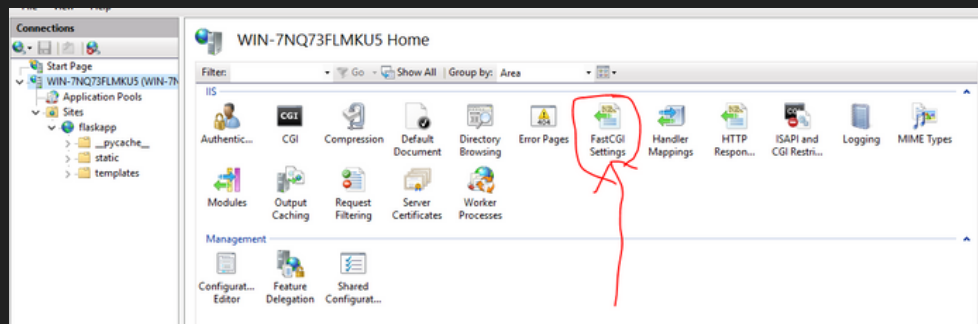 Connections
Start Page
WIN-7NQ73FLMKU5 (WIN-7N
Application Pools
Sites
flaskapp
__pycache__
static
templates
WIN-7NQ73FLMKU5 Home
Filter: Go Show All Group by: Area
IIS
Authentic... CGI Compression Default Document Directory Browsing Error Pages FastCGI Settings Handler Mappings HTTP Respon... ISAPI and CGI Restri... Logging MIME Types
Modules Output Caching Request Filtering Server Certificates Worker Processes
Management
Configurat... Editor Feature Delegation Shared Configurat...